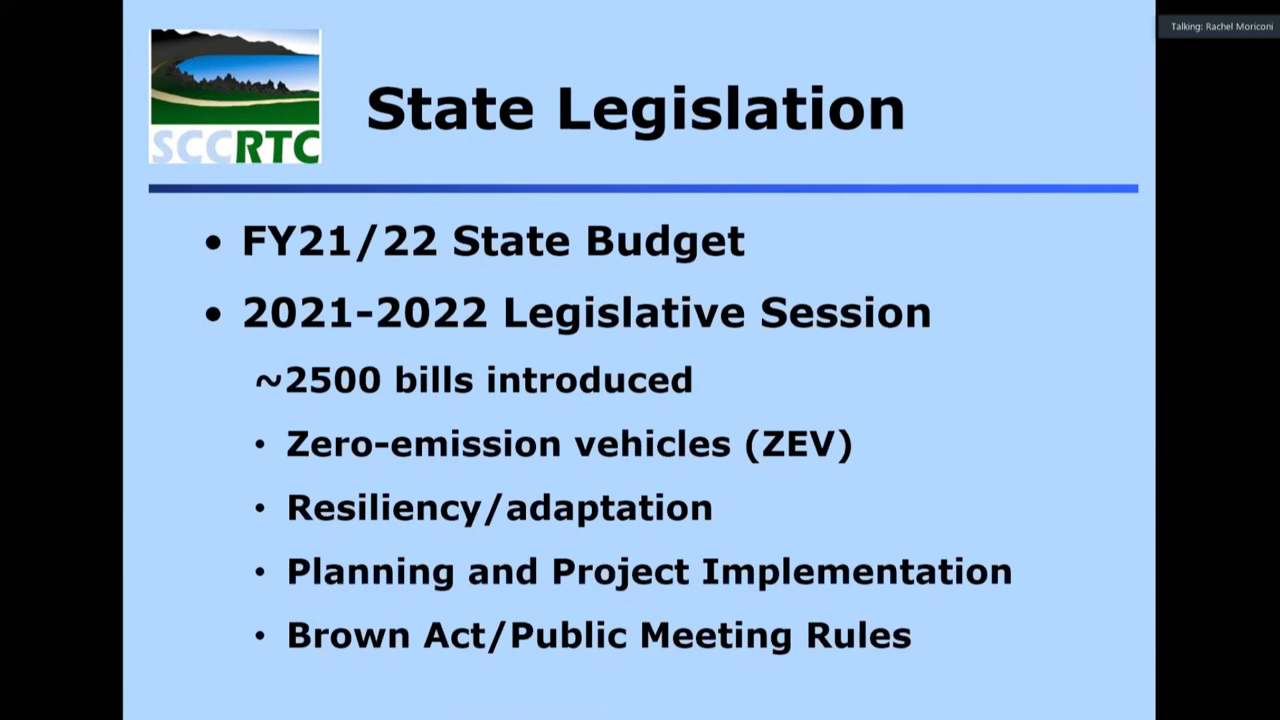 Talking: Rachel Moriconi
SCCRTC
State Legislation
• FY21/22 State Budget
• 2021-2022 Legislative Session
~2500 bills introduced
• Zero-emission vehicles (ZEV)
• Resiliency/adaptation
• Planning and Project Implementation
• Brown Act/Public Meeting Rules